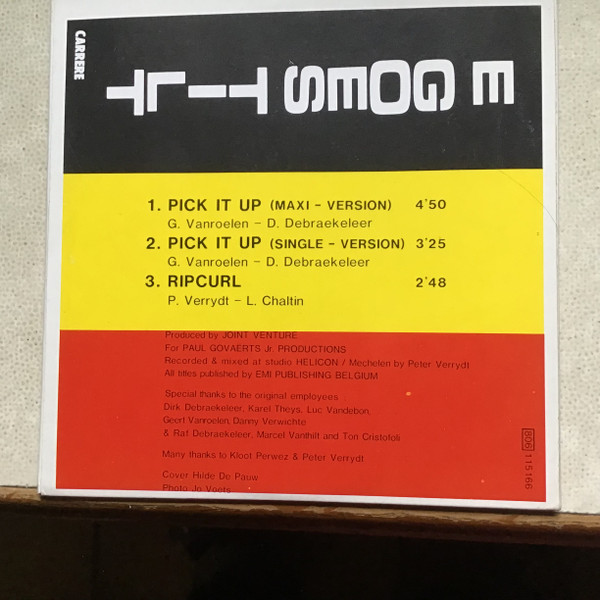 CARRERE
E GOES TILT
1. PICK IT UP (MAXI - VERSION) 4'50
G. Vanroelen - D. Debraekeleer
2. PICK IT UP (SINGLE - VERSION) 3'25
G. Vanroelen - D. Debraekeleer
3. RIPCURL 2'48
P. Verrydt - L. Chaltin
Produced by JOINT VENTURE.
For PAUL GOVAERTS Jr. PRODUCTIONS
Recorded & mixed at studio HELICON / Mechelen by Peter Verrydt
All titles published by EMI PUBLISHING BELGIUM
Special thanks to the original employees :
Dirk Debraekeleer, Karel Theys, Luc Vandebon,
Geert Vanroelen, Danny Verwichte
& Raf Debraekeleer, Marcel Vanthilt and Ton Cristofoli
Many thanks to Kloot Perwez & Peter Verrydt
Cover Hilde De Pauw
Photo Jo Voets
806 115166